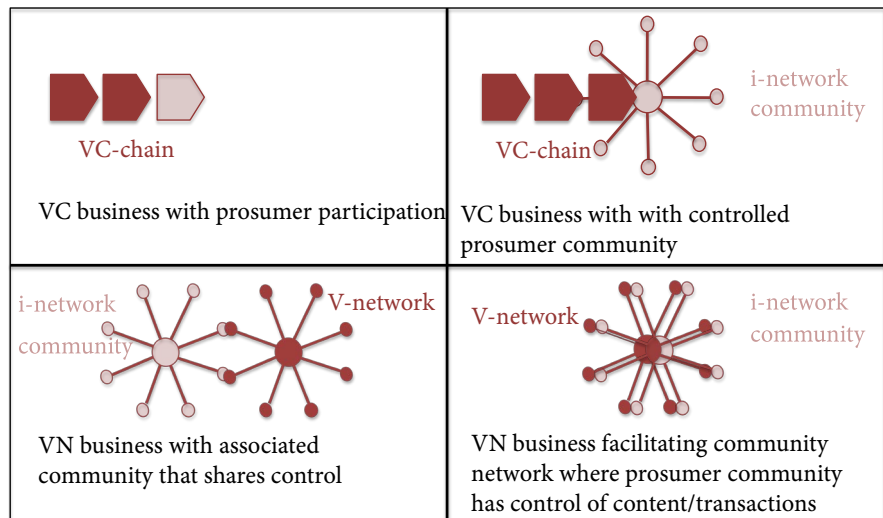 VC-chain
VC business with prosumer participation
i-network
community
VC-chain
VC business with with controlled
prosumer community
i-network
community
V-network
VN business with associated
community that shares control
V-network
i-network
community
VN business facilitating community
network where prosumer community
has control of content/transactions